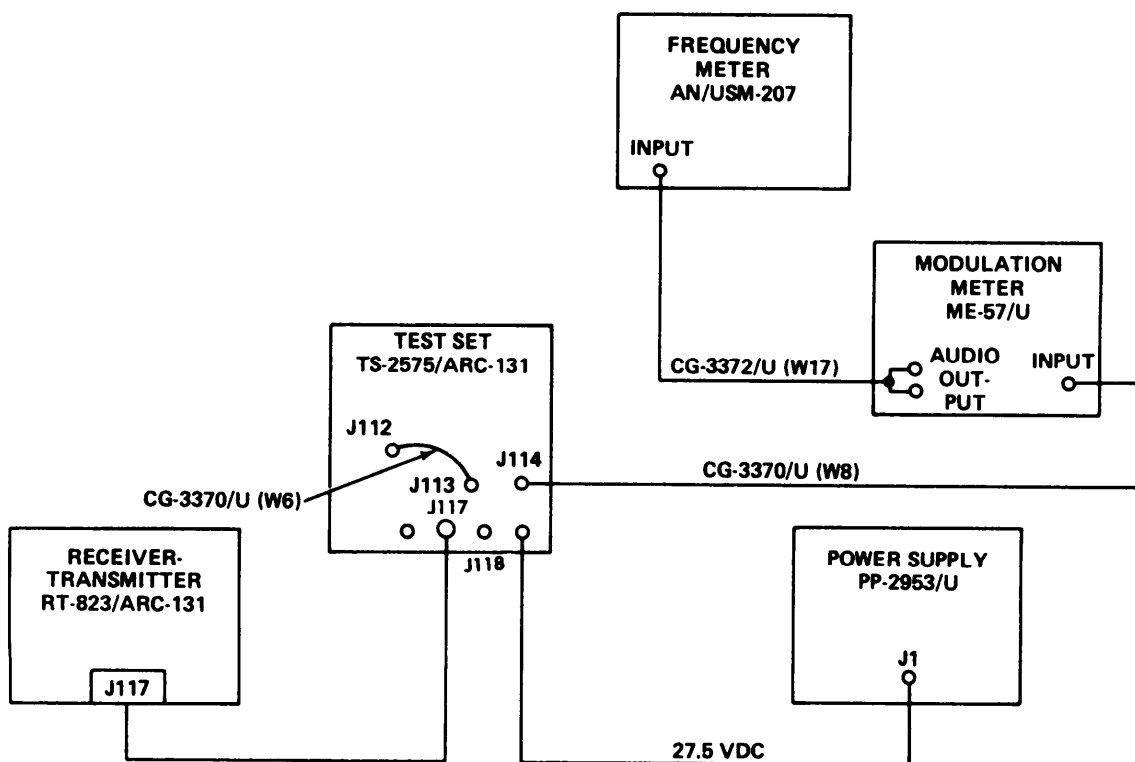 FREQUENCY
METER
AN/USM-207
INPUT
MODULATION
METER
ME-57/U
AUDIO
OUT-
PUT
INPUT
CG-3372/U (W17)
TEST SET
TS-2575/ARC-131
J112
J113
J114
J117
J118
CG-3370/U (W6)
CG-3370/U (W8)
RECEIVER-
TRANSMITTER
RT-823/ARC-131
J117
POWER SUPPLY
PP-2953/U
J1
27.5 VDC